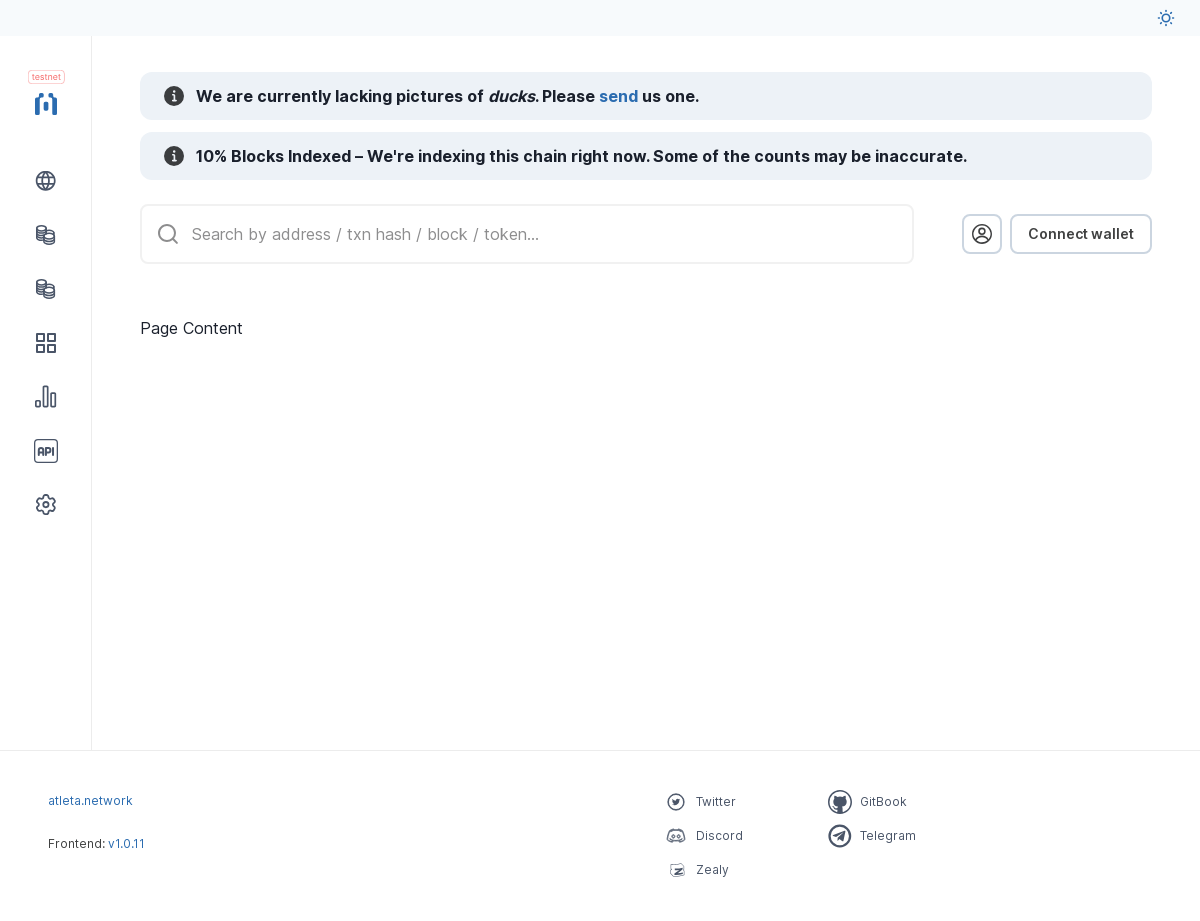 testnet
We are currently lacking pictures of ducks. Please send us one.
10% Blocks Indexed – We're indexing this chain right now. Some of the counts may be inaccurate.
Search by address / txn hash / block / token...
Connect wallet
Page Content
API
atleta.network
Frontend: v1.0.11
Twitter
GitBook
Discord
Telegram
Zealy